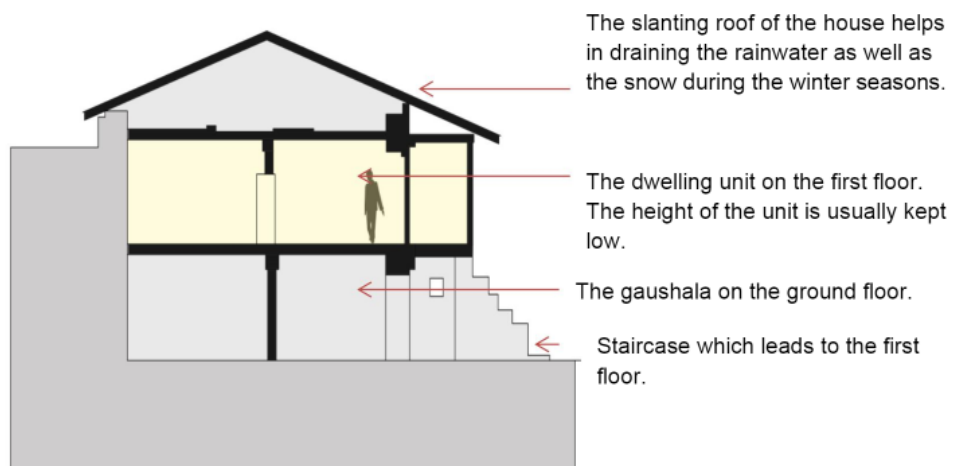 The slanting roof of the house helps
in draining the rainwater as well as
the snow during the winter seasons.
The dwelling unit on the first floor.
The height of the unit is usually kept
low.
The gaushala on the ground floor.
Staircase which leads to the first
floor.